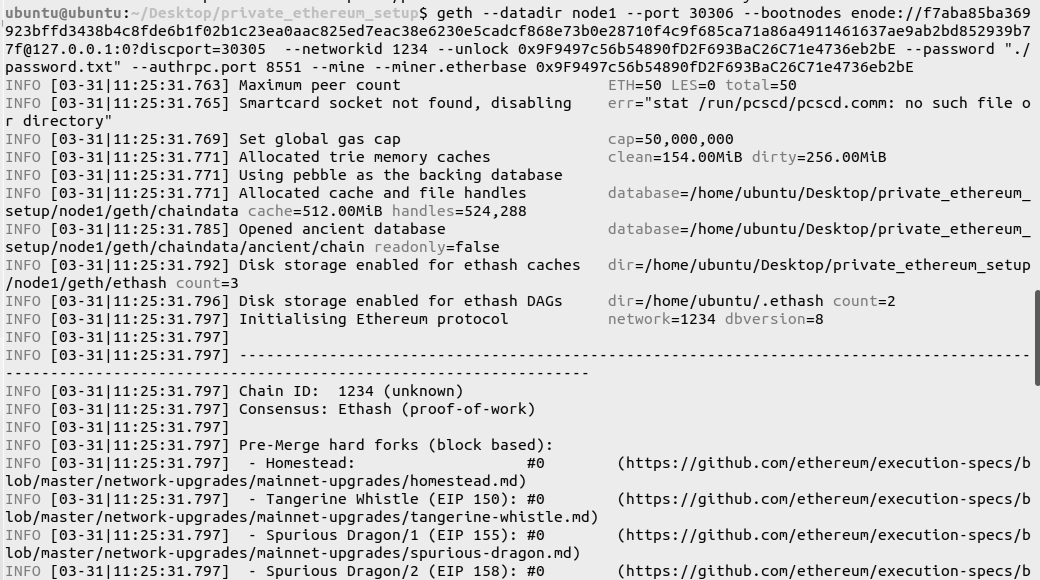 ubuntu@ubuntu:~/Desktop/private_ethereum_setup$ geth --datadir node1 --port 30306 --bootnodes enode://f7aba85ba369
923bffd3438b4c8fde6b1f02b1c23ea0aac825ed7eac38e6230e5cadcf868e73b0e28710f4c9f685ca71a86a4911461637ae9ab2bd852939b7
7f@127.0.0.1:0?discport=30305  --networkid 1234 --unlock 0x9F9497c56b54890fD2F693BaC26C71e4736eb2bE --password "./
password.txt" --authrpc.port 8551 --mine --miner.etherbase 0x9F9497c56b54890fD2F693BaC26C71e4736eb2bE
INFO [03-31|11:25:31.763] Maximum peer count                       ETH=50 LES=0 total=50
INFO [03-31|11:25:31.765] Smartcard socket not found, disabling    err="stat /run/pcscd/pcscd.comm: no such file o
r directory"
INFO [03-31|11:25:31.769] Set global gas cap                       cap=50,000,000
INFO [03-31|11:25:31.771] Allocated trie memory caches             clean=154.00MiB dirty=256.00MiB
INFO [03-31|11:25:31.771] Using pebble as the backing database
INFO [03-31|11:25:31.771] Allocated cache and file handles         database=/home/ubuntu/Desktop/private_ethereum_
setup/node1/geth/chaindata cache=512.00MiB handles=524,288
INFO [03-31|11:25:31.785] Opened ancient database                  database=/home/ubuntu/Desktop/private_ethereum_
setup/node1/geth/chaindata/ancient/chain readonly=false
INFO [03-31|11:25:31.792] Disk storage enabled for ethash caches   dir=/home/ubuntu/Desktop/private_ethereum_setup
/node1/geth/ethash count=3
INFO [03-31|11:25:31.796] Disk storage enabled for ethash DAGs     dir=/home/ubuntu/.ethash count=2
INFO [03-31|11:25:31.797] Initialising Ethereum protocol           network=1234 dbversion=8
INFO [03-31|11:25:31.797]
INFO [03-31|11:25:31.797] ----------------------------------------------------------------------------------------
-----------------------------------------------------------------
INFO [03-31|11:25:31.797] Chain ID:  1234 (unknown)
INFO [03-31|11:25:31.797] Consensus: Ethash (proof-of-work)
INFO [03-31|11:25:31.797]
INFO [03-31|11:25:31.797] Pre-Merge hard forks (block based):
INFO [03-31|11:25:31.797]  - Homestead:                   #0        (https://github.com/ethereum/execution-specs/b
lob/master/network-upgrades/mainnet-upgrades/homestead.md)
INFO [03-31|11:25:31.797]  - Tangerine Whistle (EIP 150): #0        (https://github.com/ethereum/execution-specs/b
lob/master/network-upgrades/mainnet-upgrades/tangerine-whistle.md)
INFO [03-31|11:25:31.797]  - Spurious Dragon/1 (EIP 155): #0        (https://github.com/ethereum/execution-specs/b
lob/master/network-upgrades/mainnet-upgrades/spurious-dragon.md)
INFO [03-31|11:25:31.797]  - Spurious Dragon/2 (EIP 158): #0        (https://github.com/ethereum/execution-specs/b